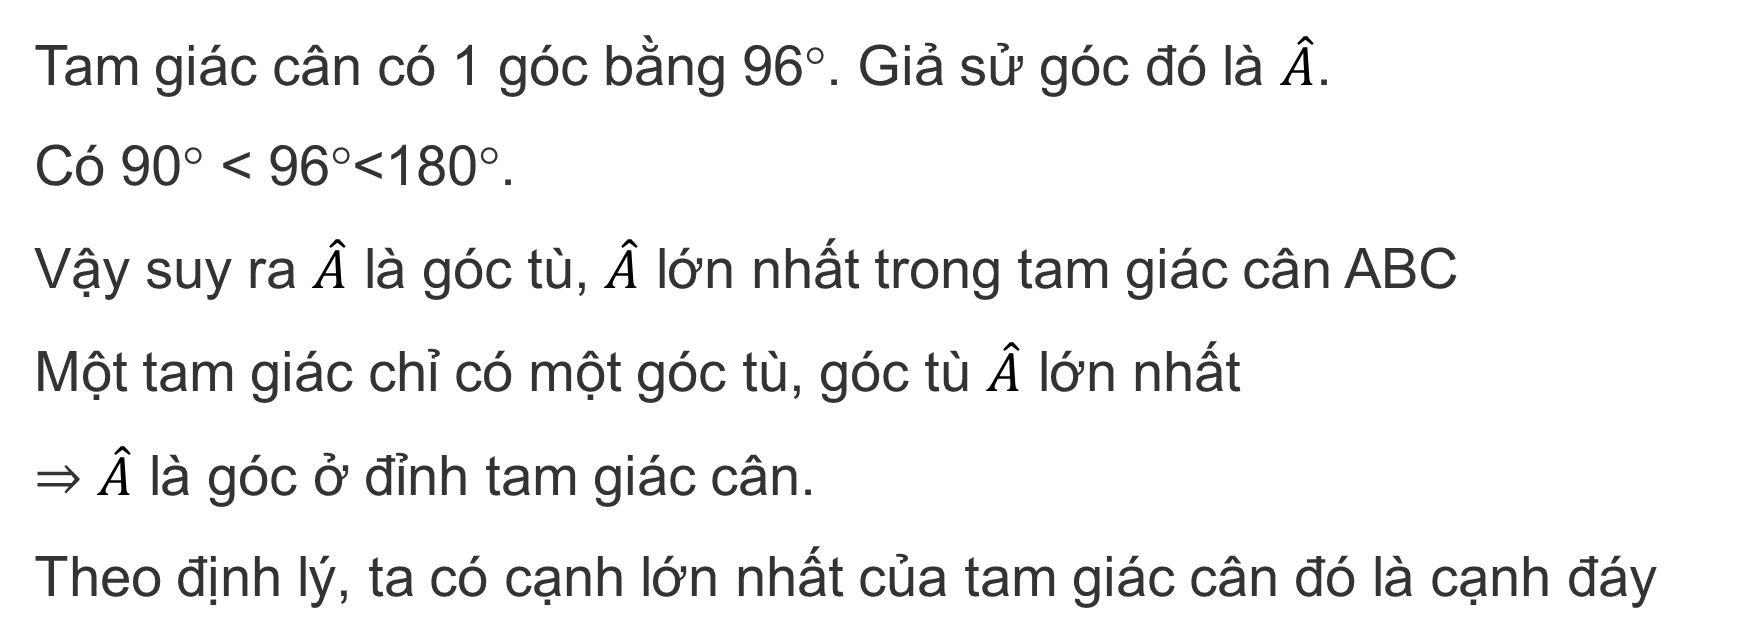 Tam giác cân có 1 góc bằng 96°. Giả sử góc đó là Â.
Có 90° < 96°<180°.
Vậy suy ra Â là góc tù, Â lớn nhất trong tam giác cân ABC
Một tam giác chỉ có một góc tù, góc tù Â lớn nhất
⇒ Â là góc ở đỉnh tam giác cân.
Theo định lý, ta có cạnh lớn nhất của tam giác cân đó là cạnh đáy